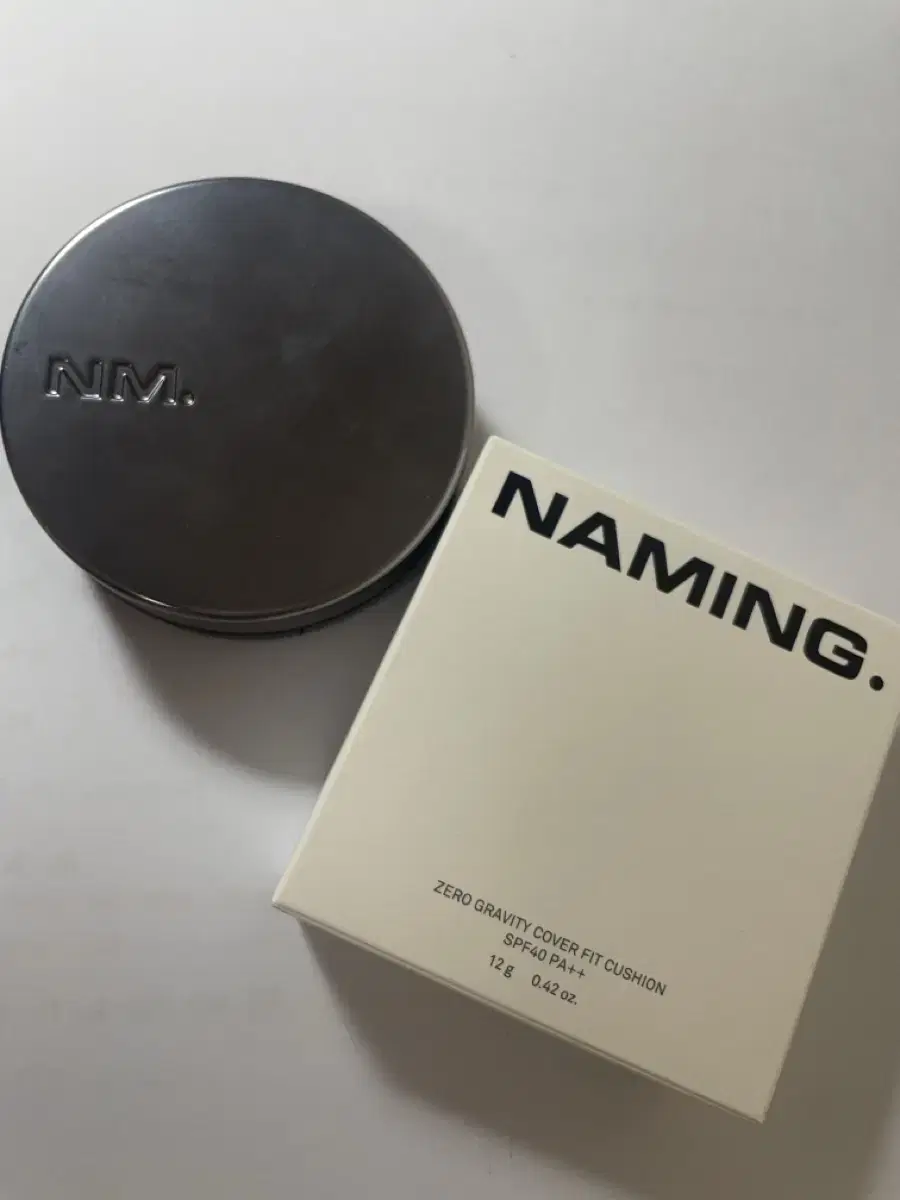 NM.
NAMING.
ZERO GRAVITY COVER FIT CUSHION
SPF40 PA++
12 g 0.42 oz.